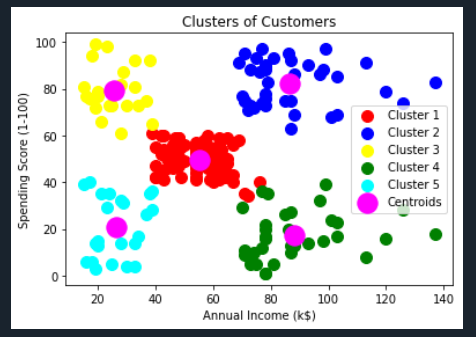 Clusters of Customers
Spending Score (1-100)
100
80
60
40
20
0
20
40
60
80
100
120
140
Annual Income (k$)
Cluster 1
Cluster 2
Cluster 3
Cluster 4
Cluster 5
Centroids